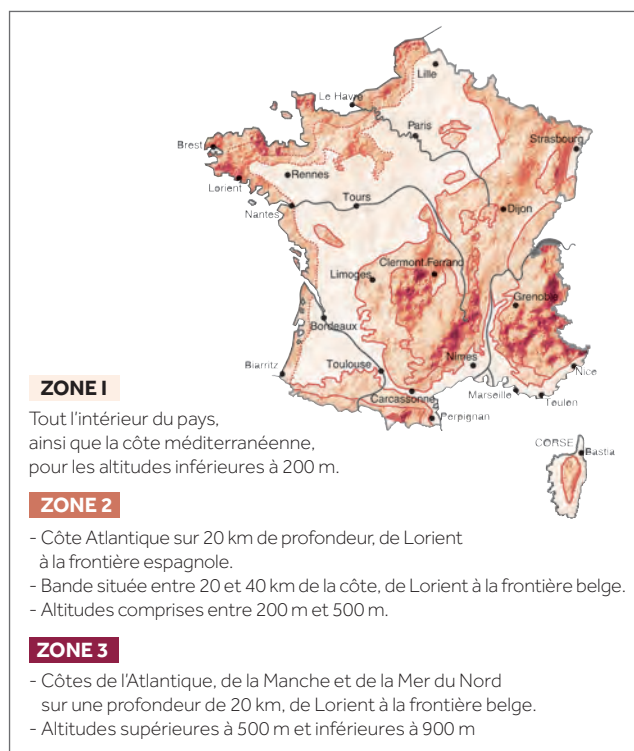 Lille
Le Havre
Paris
Strasbourg
Brest
Rennes
Lorient
Tours
Nantes
Dijon
Clermont Ferrand
Limoges
Grenoble
Bordeaux
Biarritz
Toulouse
Nimes
Nice
Carcassonne
Marseille
Toulon
Perpignan
CORSE
Bastia
ZONE I
Tout l'intérieur du pays,
ainsi que la côte méditerranéenne,
pour les altitudes inférieures à 200 m.
ZONE 2
- Côte Atlantique sur 20 km de profondeur, de Lorient
à la frontière espagnole.
- Bande située entre 20 et 40 km de la côte, de Lorient à la frontière belge.
- Altitudes comprises entre 200 m et 500 m.
ZONE 3
- Côtes de l'Atlantique, de la Manche et de la Mer du Nord
sur une profondeur de 20 km, de Lorient à la frontière belge.
- Altitudes supérieures à 500 m et inférieures à 900 m